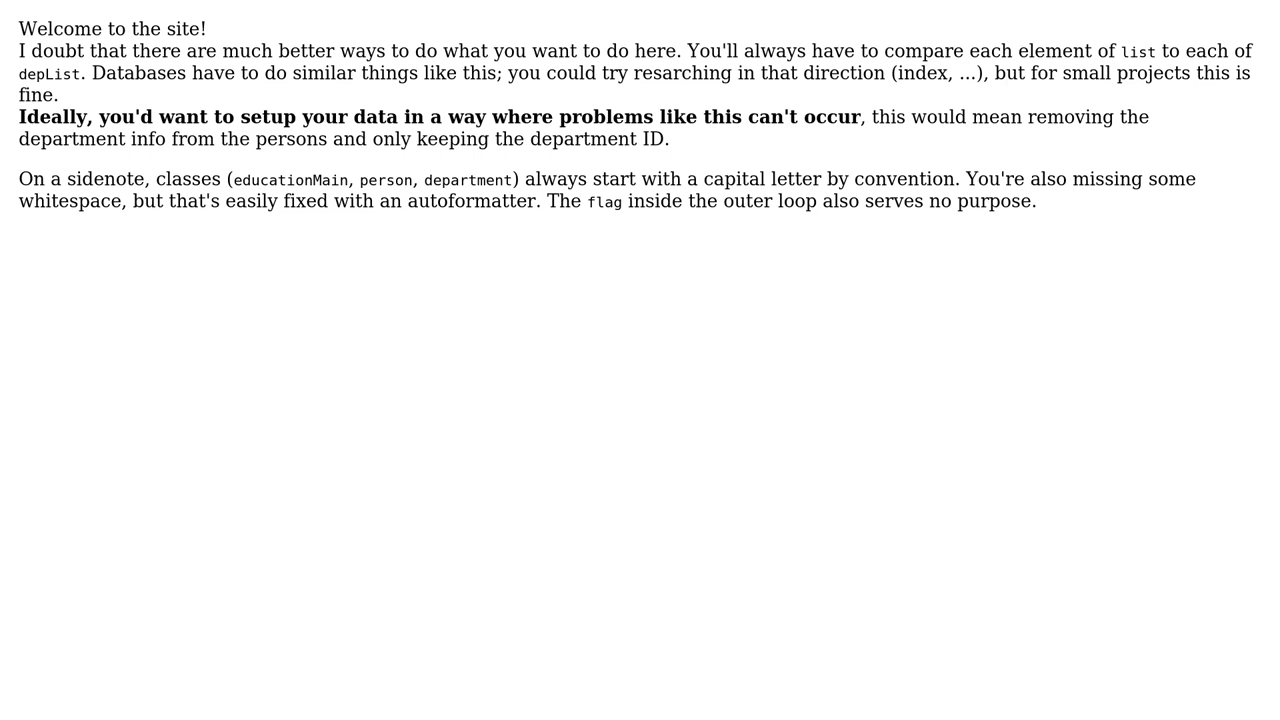 Welcome to the site!
I doubt that there are much better ways to do what you want to do here. You'll always have to compare each element of list to each of
depList. Databases have to do similar things like this; you could try resarching in that direction (index, ...), but for small projects this is
fine.
Ideally, you'd want to setup your data in a way where problems like this can't occur, this would mean removing the
department info from the persons and only keeping the department ID.
On a sidenote, classes (educationMain, person, department) always start with a capital letter by convention. You're also missing some
whitespace, but that's easily fixed with an autoformatter. The flag inside the outer loop also serves no purpose.